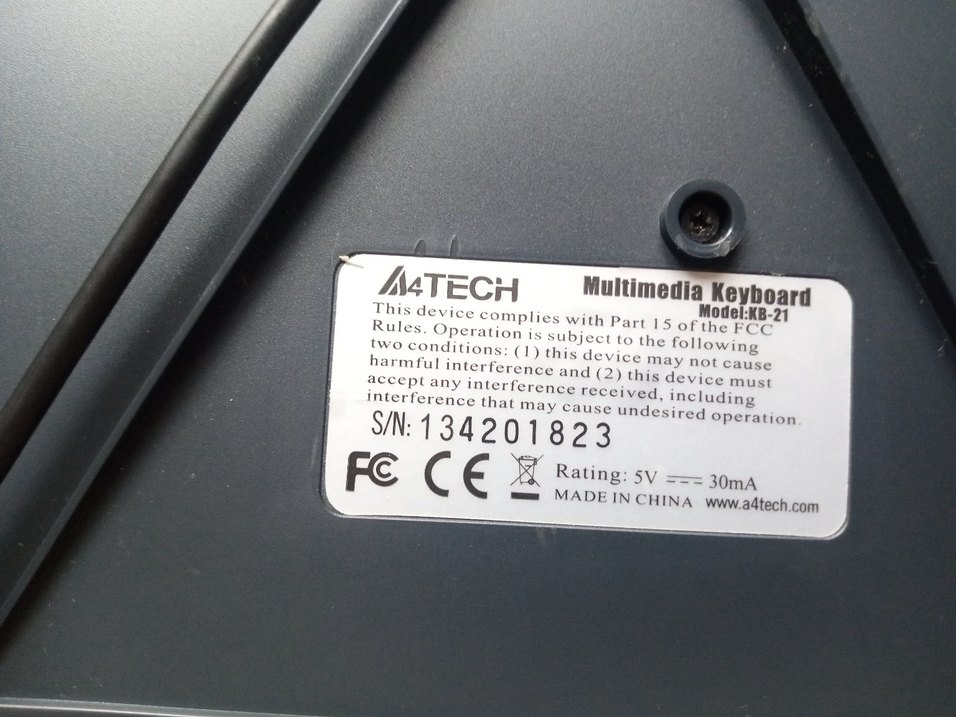 A4TECH
Multimedia Keyboard
Model:KB-21
This device complies with Part 15 of the FCC
Rules. Operation is subject to the following
two conditions: (1) this device may not cause
harmful interference and (2) this device must
accept any interference received, including
interference that may cause undesired operation.
S/N: 134201823
FC CE Rating: 5V 30mA
MADE IN CHINA www.a4tech.com